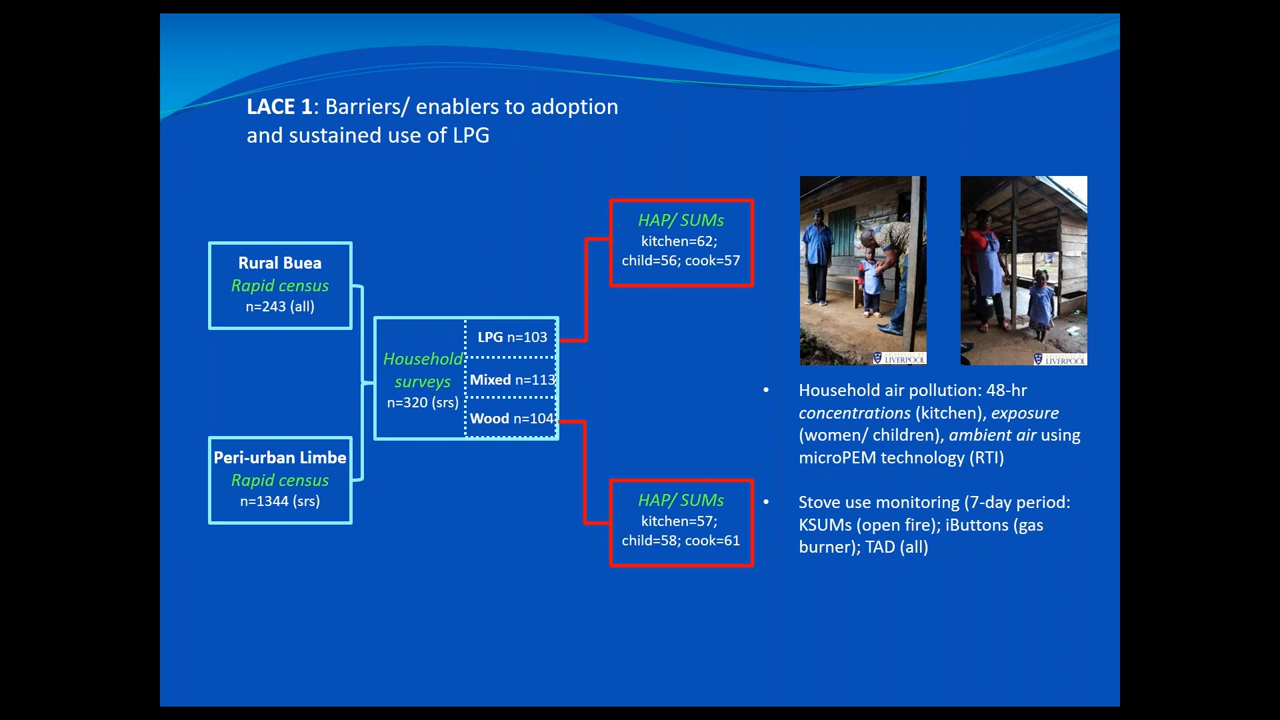 LACE 1: Barriers/ enablers to adoption
and sustained use of LPG
Rural Buea
Rapid census
n=243 (all)
Peri-urban Limbe
Rapid census
n=1344 (srs)
Household
surveys
n=320 (srs)
LPG n=103
Mixed n=113
Wood n=104
HAP/ SUMs
kitchen=62;
child=56; cook=57
HAP/ SUMs
kitchen=57;
child=58; cook=61
LIVERPOOL
LIVERPOOL
• Household air pollution: 48-hr
concentrations (kitchen), exposure
(women/ children), ambient air using
microPEM technology (RTI)
• Stove use monitoring (7-day period:
KSUMs (open fire); iButtons (gas
burner); TAD (all)